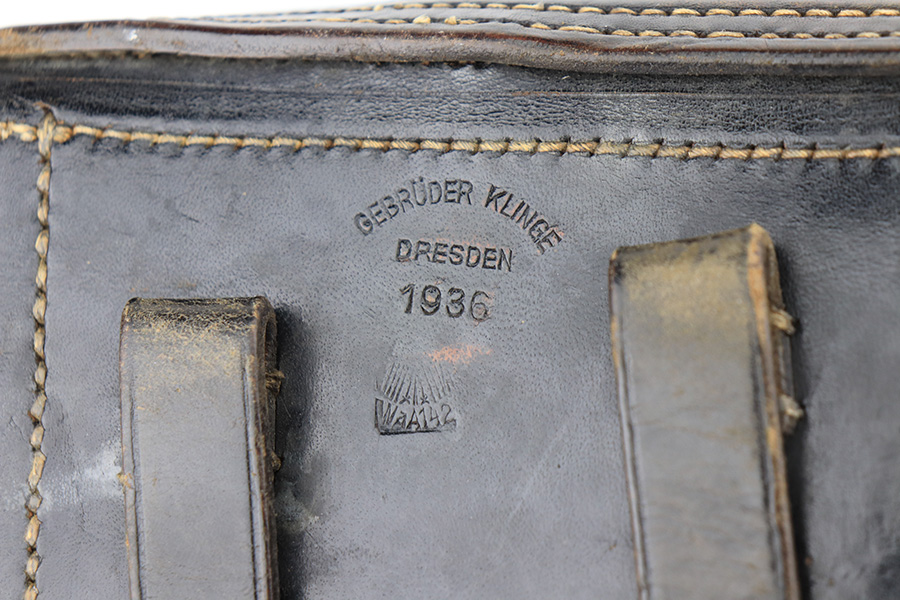 GEBRÜDER KLINGE
DRESDEN
1936
WaA142